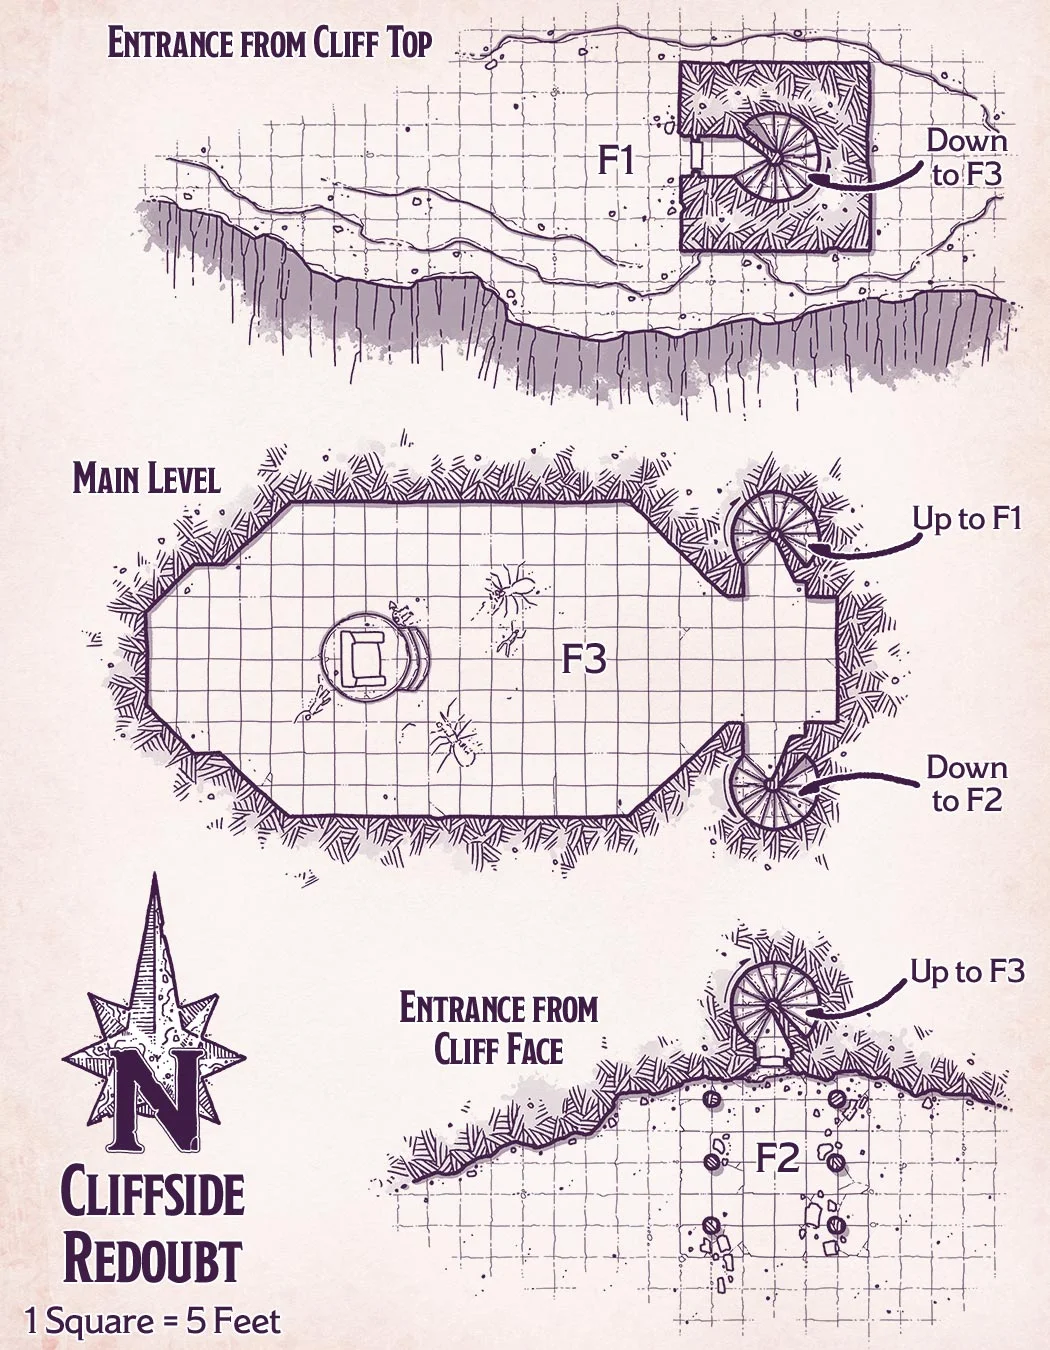 Entrance from Cliff Top
F1
Down
to F3
Main Level
Up to F1
F3
Down
to F2
Entrance from
Cliff Face
Up to F3
F2
N
Cliffside
Redoubt
1 Square = 5 Feet